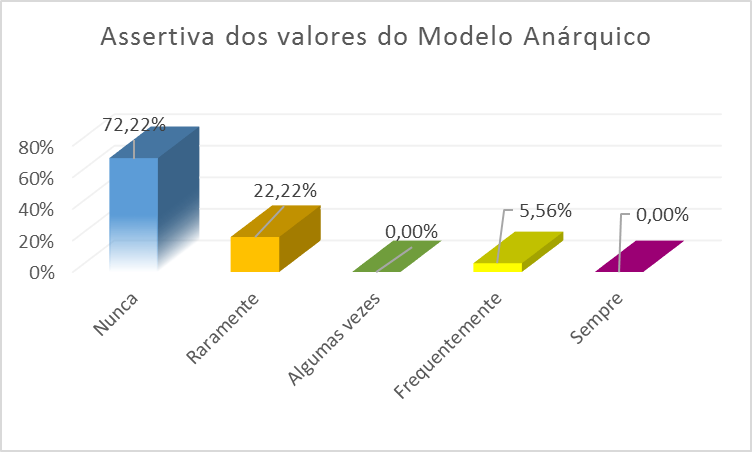 Assertiva dos valores do Modelo Anárquico
72,22%
22,22%
0,00%
5,56%
0,00%
80%
60%
40%
20%
0%
Nunca
Raramente
Algumas vezes
Frequentemente
Sempre